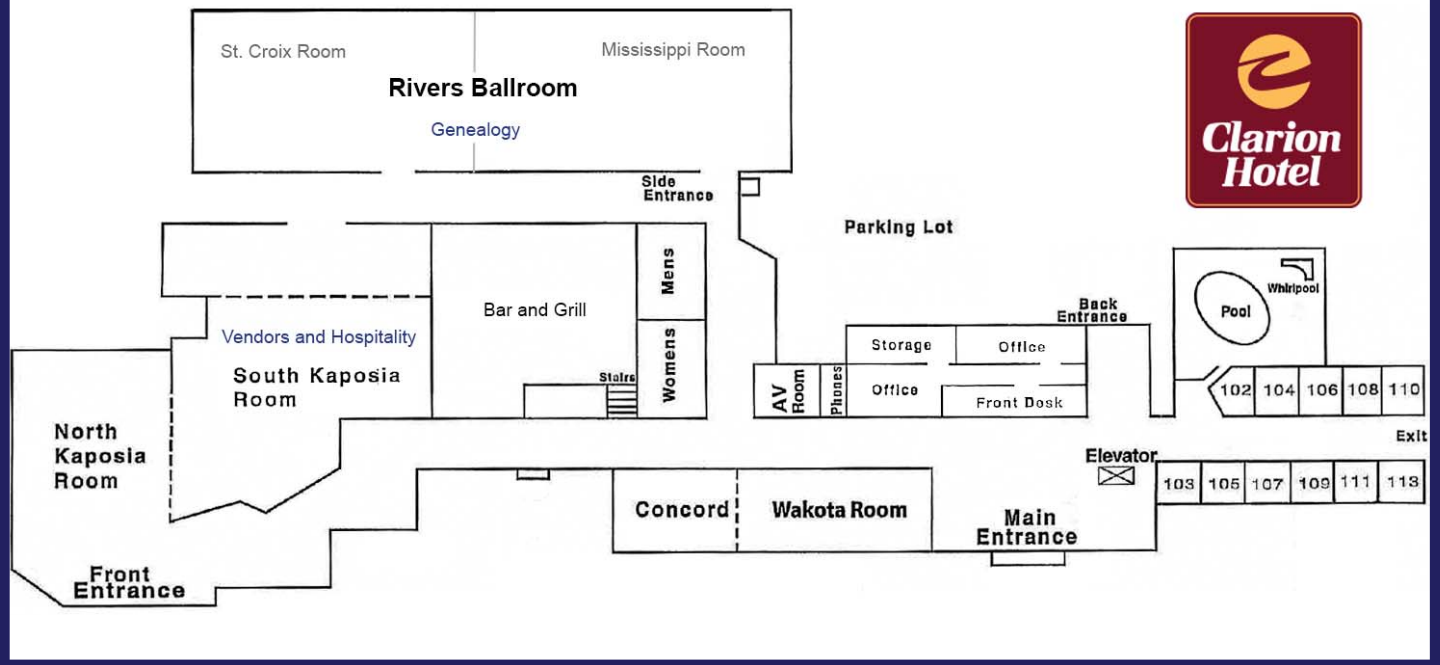 St. Croix Room
Mississippi Room
Rivers Ballroom
Genealogy
Clarion
Hotel
Side
Entrance
Parking Lot
Mens
Bar and Grill
Whirlpool
Pool
Back
Entrance
Vendors and Hospitality
South Kaposia
Room
Stairs
Womens
Storage
Office
AV
Room
Phones
Office
Front Desk
102
104
106
108
110
North
Kaposia
Room
Exit
Elevator
103
105
107
109
111
113
Concord
Wakota Room
Main
Entrance
Front
Entrance